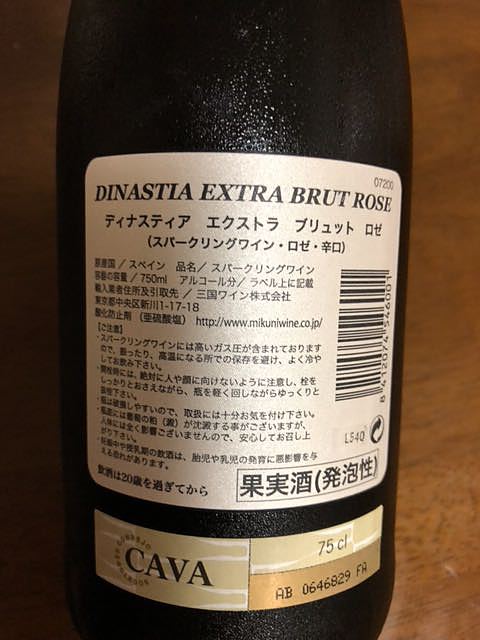 07200
DINASTIA EXTRA BRUT ROSE
ディナスティア エクストラ ブリュット ロゼ
(スパークリングワイン・ロゼ・辛口)
原産国／スペイン 品名／スパークリングワイン
容器の容量／750ml アルコール分／ラベル上に記載
輸入業者住所及引取先／三国ワイン株式会社
東京都中央区新川1-17-18
酸化防止剤 (亜硫酸塩) http://www.mikuniwine.co.jp/
【ご注意】
・スパークリングワインには高いガス圧が含まれております
ので、振ったり、高温になる所での保存を避け、よく冷や
してお飲み下さい。
・開栓時には、絶対に人や顔に向けないように注意し、栓を
しっかりとおさえながら、瓶を軽く回しながらゆっくりと
抜栓下さい。
・瓶は破損しやすいので、取扱には十分お気を付け下さい。
・瓶底には葡萄の粕（澱）が沈澱する事がございますが、
人体には全く影響ございませんので、安心してお召し上
がり下さい。
・妊娠中や授乳期の飲酒は、胎児や乳児の発育に悪影響を与
える恐れがあります。
飲酒は20歳を過ぎてから
果実酒(発泡性)
8 412074 546001
L540
CONSEJO REGULADOR
CAVA
75 cl
AB 0646829 FA